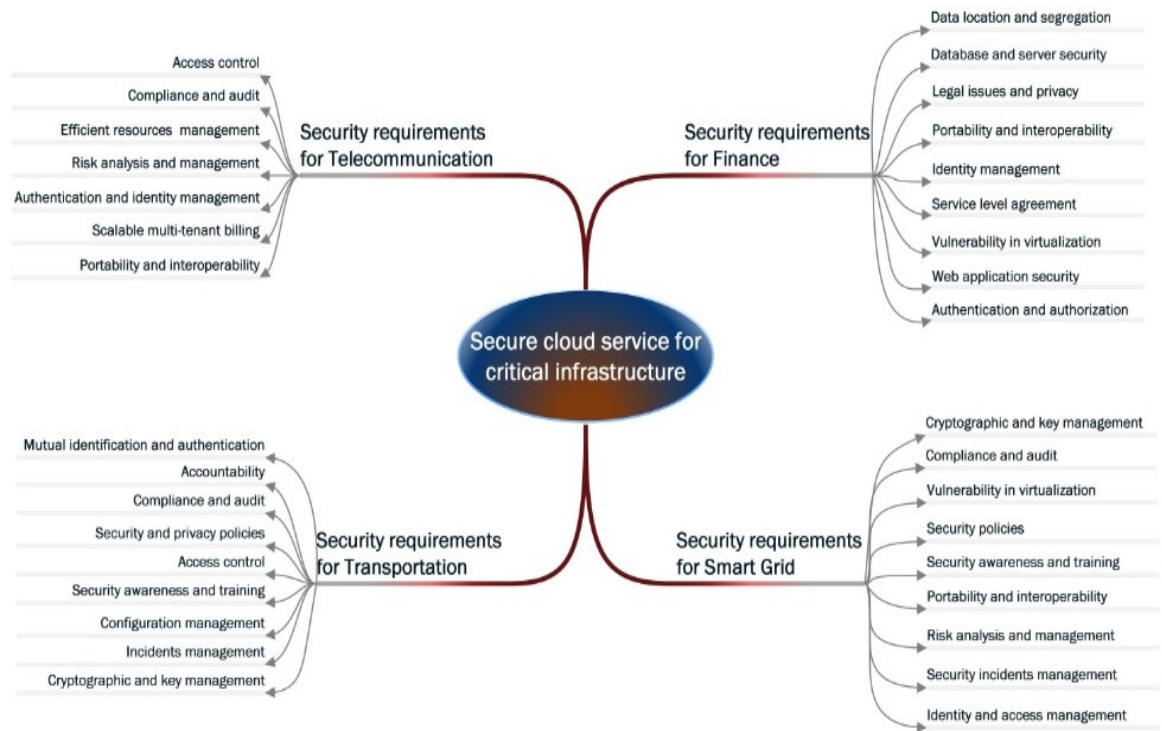 Access control
Compliance and audit
Efficient resources management
Risk analysis and management
Authentication and identity management
Scalable multi-tenant billing
Portability and interoperability
Security requirements
for Telecommunication
Security requirements
for Finance
Data location and segregation
Database and server security
Legal issues and privacy
Portability and interoperability
Identity management
Service level agreement
Vulnerability in virtualization
Web application security
Authentication and authorization
Secure cloud service for
critical infrastructure
Mutual identification and authentication
Accountability
Compliance and audit
Security and privacy policies
Access control
Security awareness and training
Configuration management
Incidents management
Cryptographic and key management
Security requirements
for Transportation
Security requirements
for Smart Grid
Cryptographic and key management
Compliance and audit
Vulnerability in virtualization
Security policies
Security awareness and training
Portability and interoperability
Risk analysis and management
Security incidents management
Identity and access management